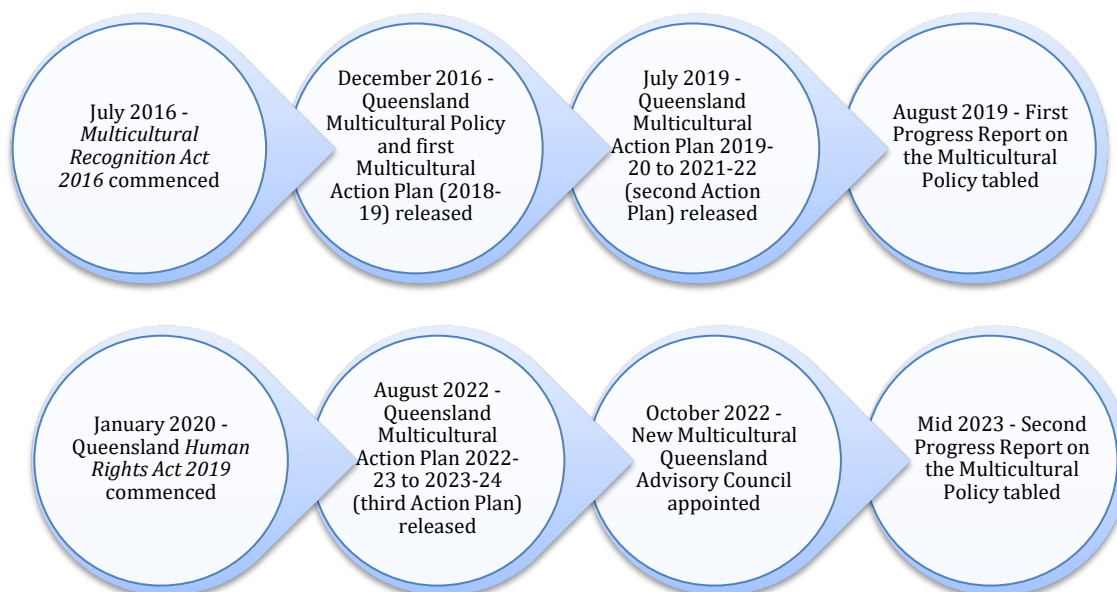 July 2016 -
Multicultural
Recognition Act
2016 commenced
December 2016 -
Queensland
Multicultural Policy
and first
Multicultural
Action Plan (2018-
19) released
July 2019 -
Queensland
Multicultural
Action Plan 2019-
20 to 2021-22
(second Action
Plan) released
August 2019 - First
Progress Report on
the Multicultural
Policy tabled
January 2020 -
Queensland Human
Rights Act 2019
commenced
August 2022 -
Queensland
Multicultural
Action Plan 2022-
23 to 2023-24
(third Action Plan)
released
October 2022 -
New Multicultural
Queensland
Advisory Council
appointed
Mid 2023 - Second
Progress Report on
the Multicultural
Policy tabled